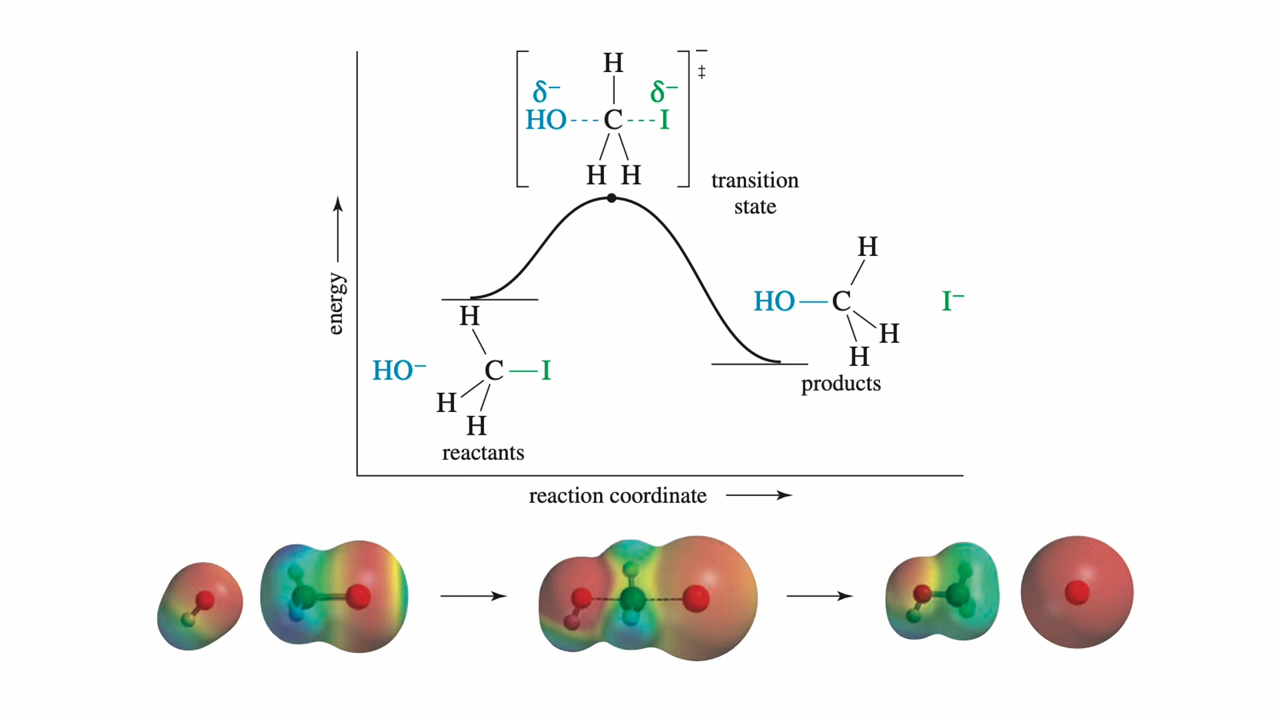 H
δ− δ−
HO---C---I
H H
− ‡
transition
state
energy
H
HO− C—I
H
H
reactants
H
HO—C I−
H
H
products
reaction coordinate